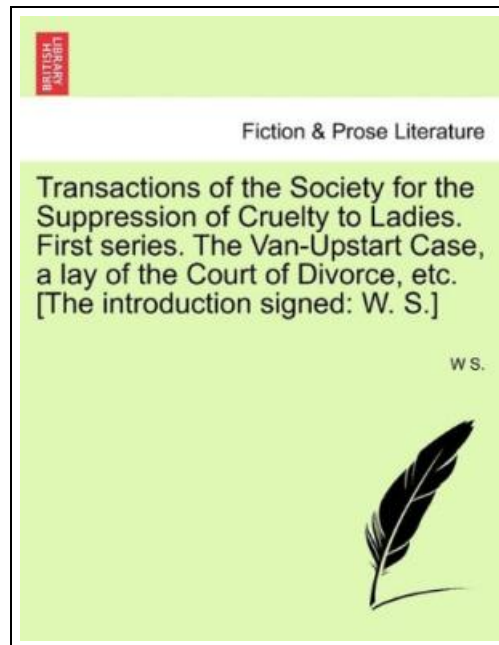 BRITISH
LIBRARY
Fiction & Prose Literature
Transactions of the Society for the
Suppression of Cruelty to Ladies.
First series. The Van-Upstart Case,
a lay of the Court of Divorce, etc.
[The introduction signed: W. S.]
W S.